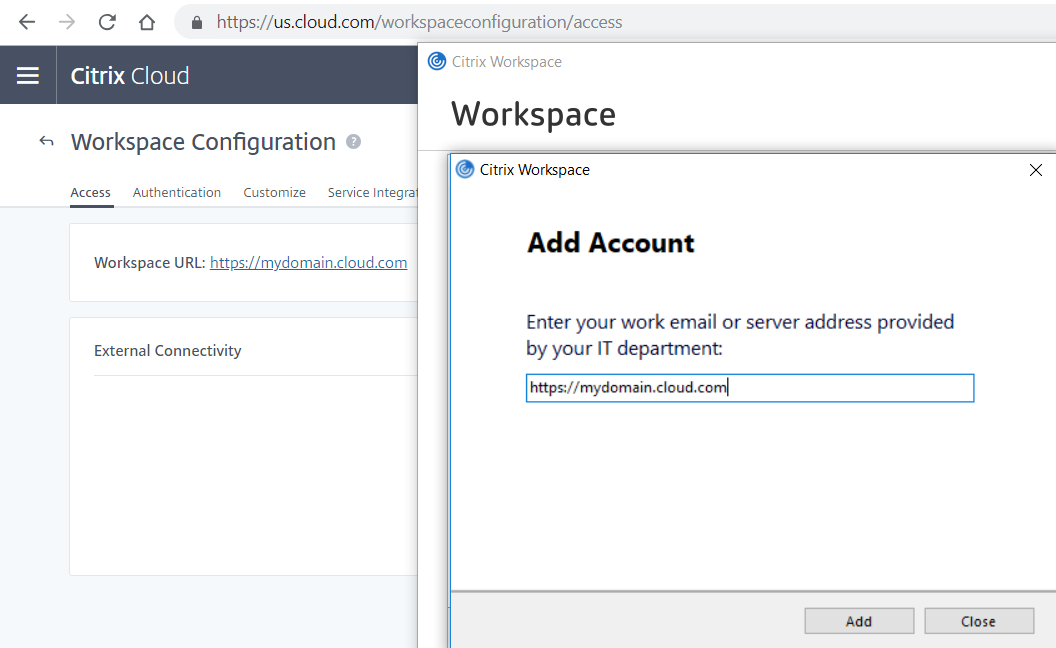 https://us.cloud.com/workspaceconfiguration/access
Citrix Cloud
Citrix Workspace
Workspace
Workspace Configuration ?
Access Authentication Customize Service Integrat
Workspace URL: https://mydomain.cloud.com
External Connectivity
Citrix Workspace
Add Account
Enter your work email or server address provided
by your IT department:
https://mydomain.cloud.com
Add Close